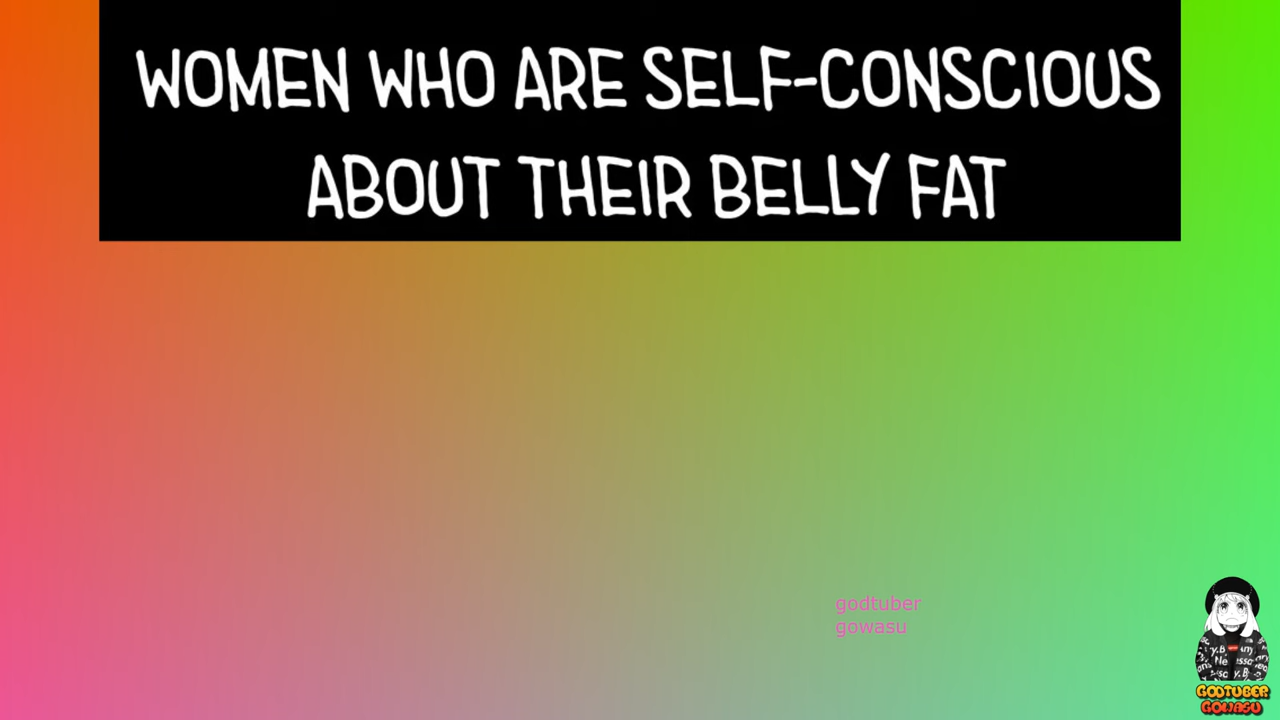 WOMEN WHO ARE SELF-CONSCIOUS
ABOUT THEIR BELLY FAT
godtuber
gowasu
GODTUBER
GOWASU